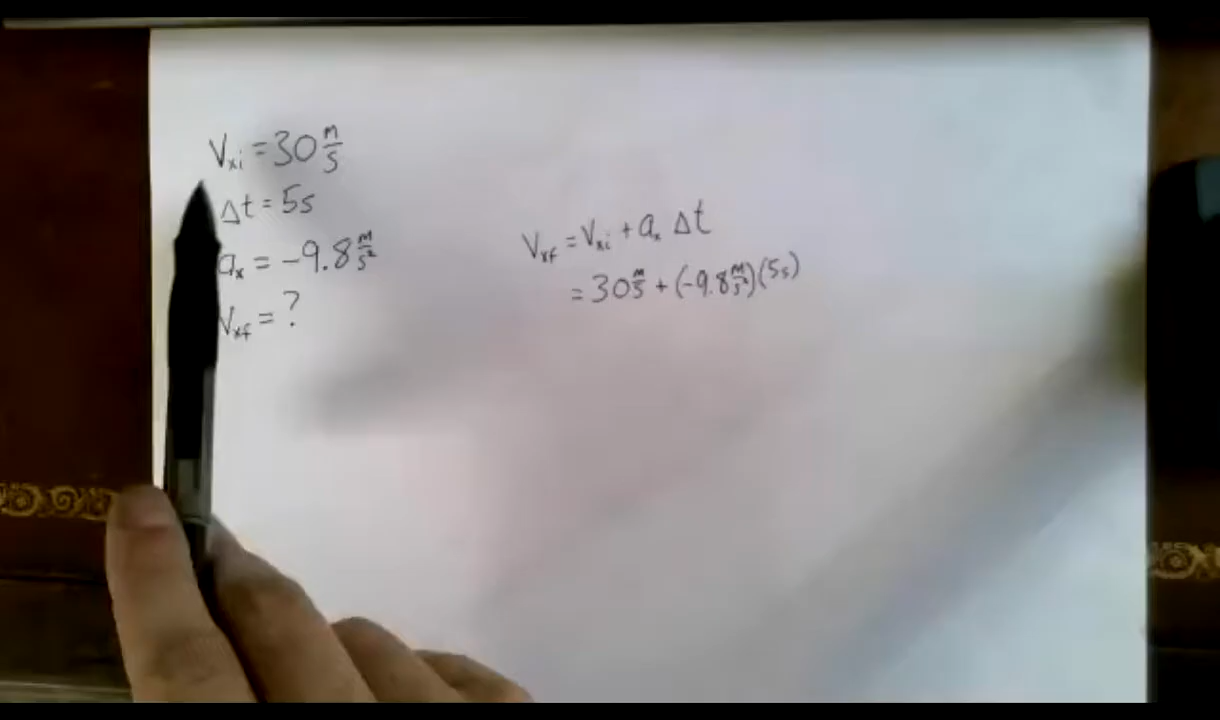 Vxi = 30 m/s
Δt = 5s
ax = -9.8 m/s²
Vxf = ?
Vxf = Vxi + ax Δt
= 30 m/s + (-9.8 m/s²)(5s)